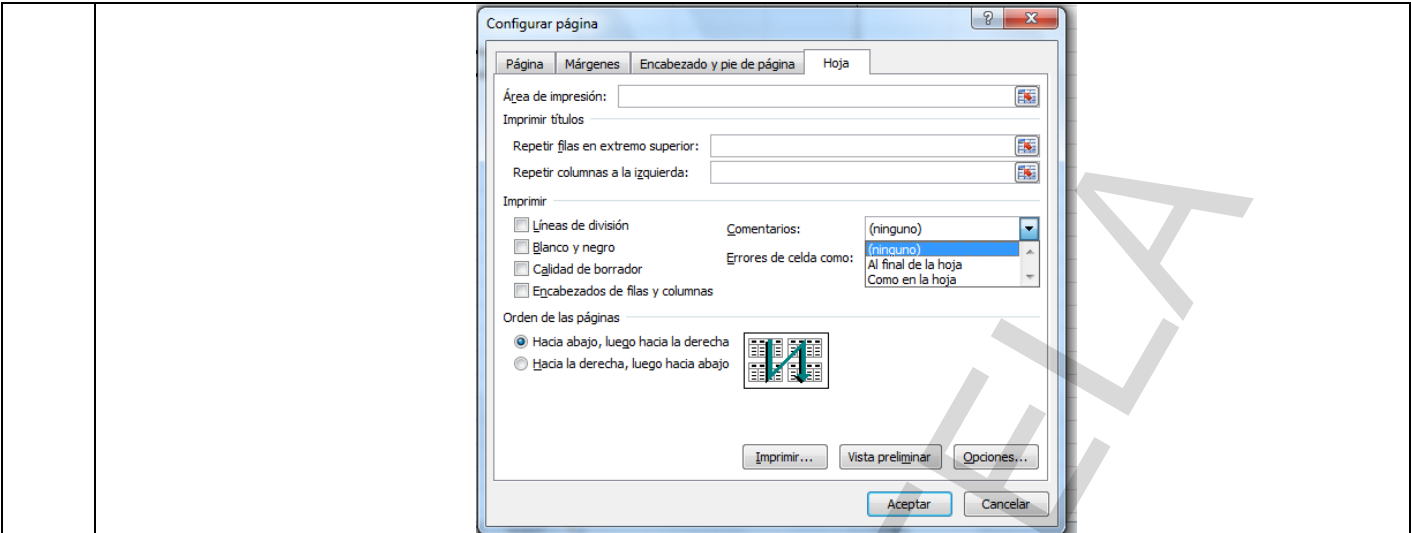 Configurar página
Página Márgenes Encabezado y pie de página Hoja
Área de impresión:
Imprimir títulos
Repetir filas en extremo superior:
Repetir columnas a la izquierda:
Imprimir
Líneas de división
Blanco y negro
Calidad de borrador
Encabezados de filas y columnas
Comentarios: (ninguno)
(ninguno)
Al final de la hoja
Como en la hoja
Errores de celda como:
Orden de las páginas
Hacia abajo, luego hacia la derecha
Hacia la derecha, luego hacia abajo
Imprimir... Vista preliminar Opciones...
Aceptar Cancelar
TELA